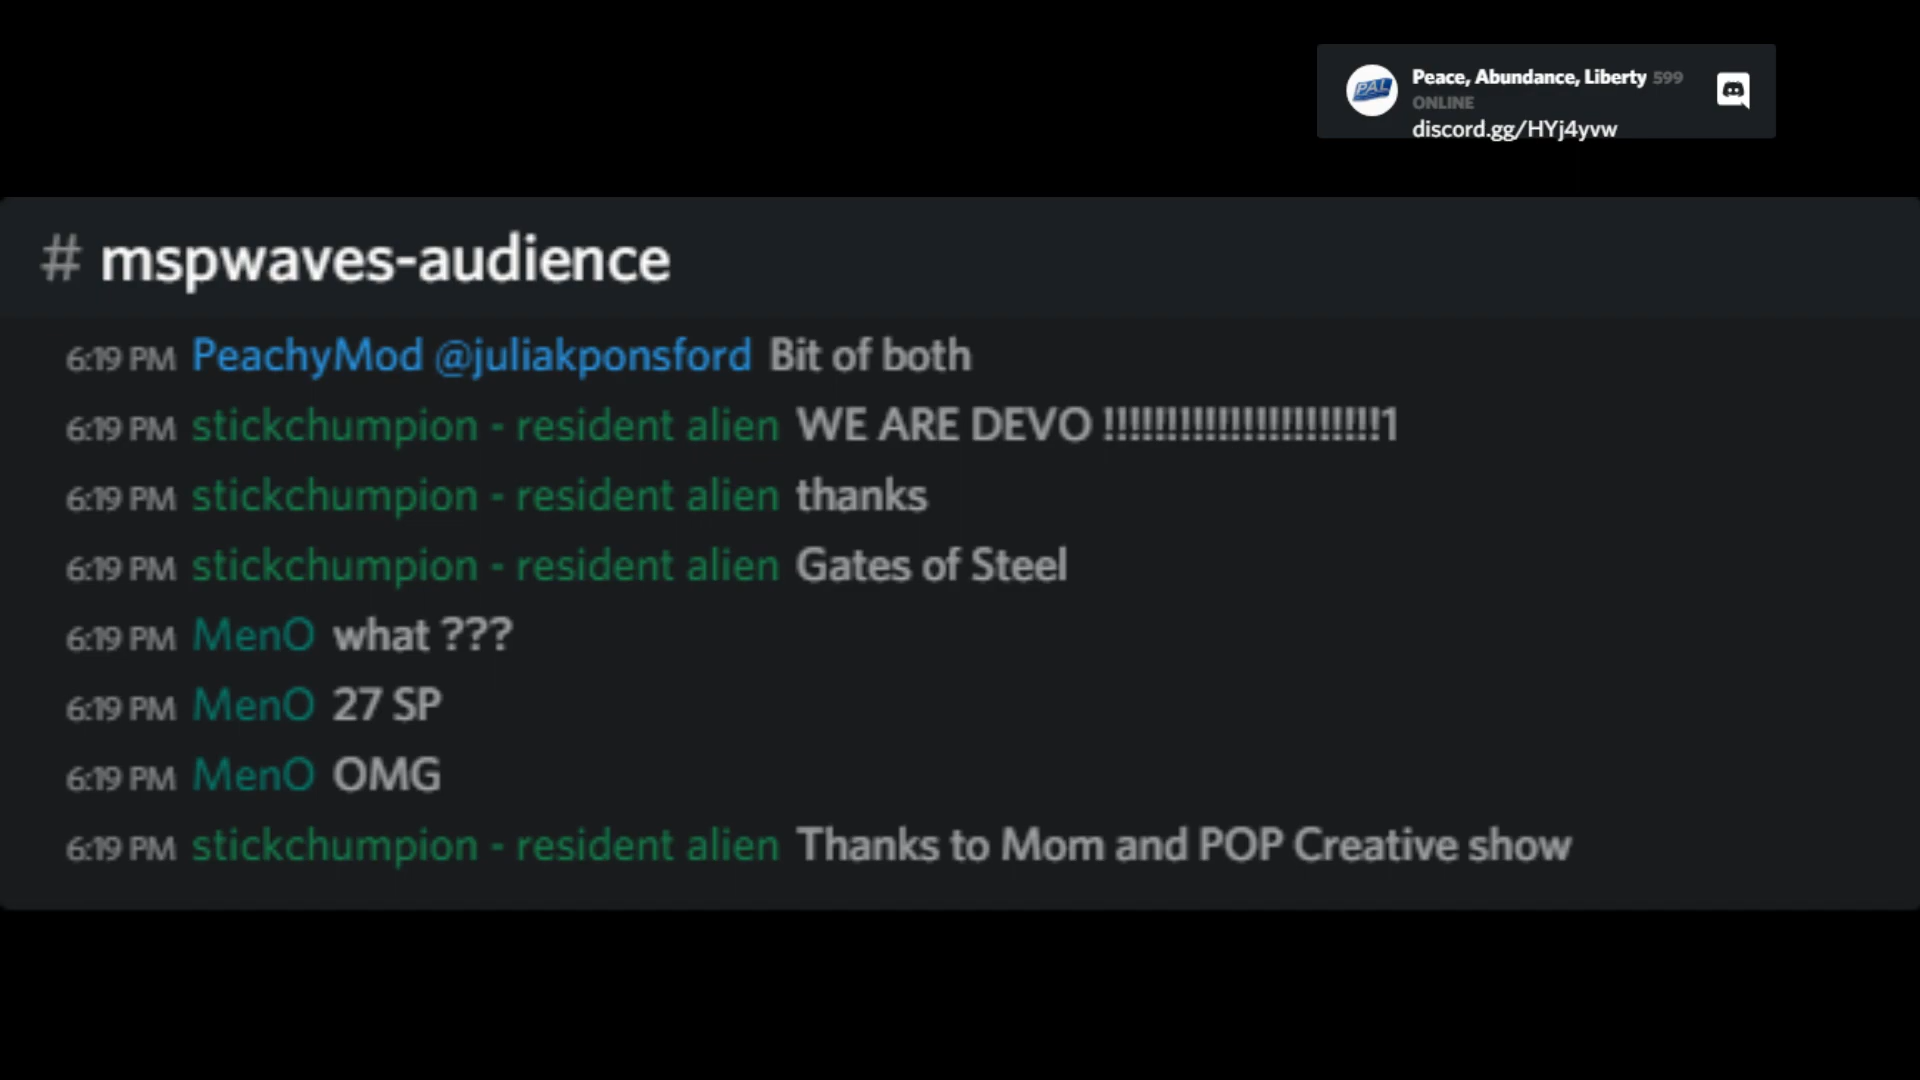 PAL
Peace, Abundance, Liberty 599
ONLINE
discord.gg/HYj4yvw
# mspwaves-audience
6:19 PM PeachyMod @juliakponsford Bit of both
6:19 PM stickchumpion - resident alien WE ARE DEVO !!!!!!!!!!!!!!!!!!!!!!1
6:19 PM stickchumpion - resident alien thanks
6:19 PM stickchumpion - resident alien Gates of Steel
6:19 PM MenO what ???
6:19 PM MenO 27 SP
6:19 PM MenO OMG
6:19 PM stickchumpion - resident alien Thanks to Mom and POP Creative show